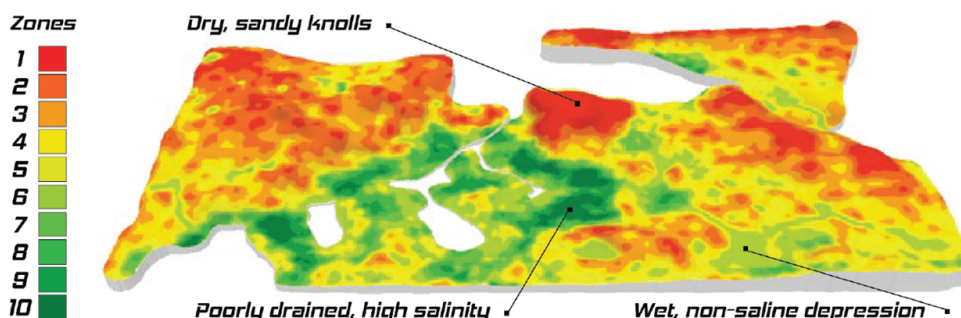 Zones
Dry, sandy knolls
1
2
3
4
5
6
7
8
9
10
Poorly drained, high salinity
Wet, non-saline depression